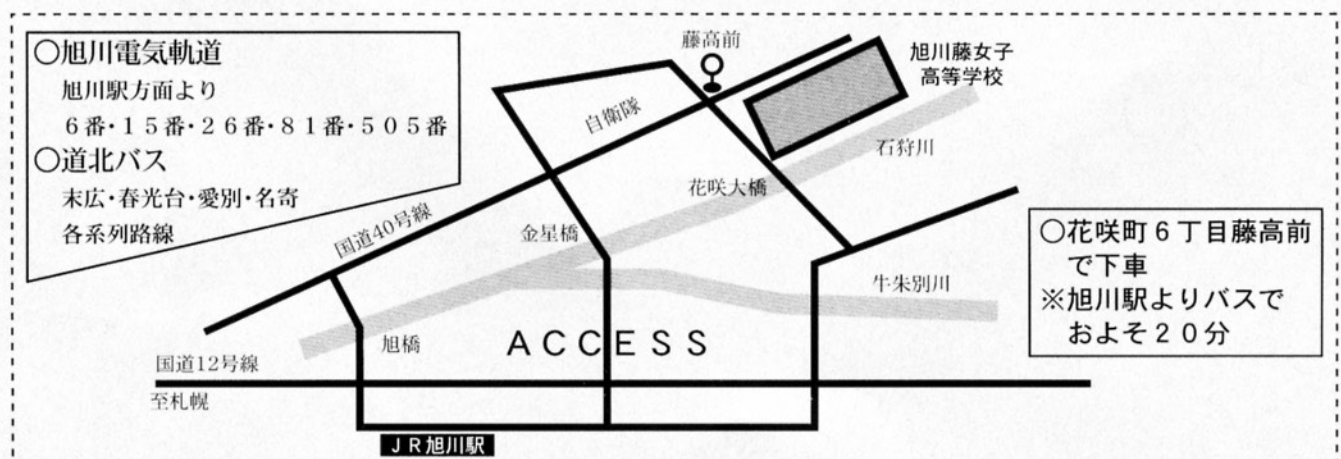 ○旭川電気軌道
旭川駅方面より
6番・15番・26番・81番・505番
○道北バス
末広・春光台・愛別・名寄
各系列路線
藤高前
旭川藤女子
高等学校
自衛隊
石狩川
花咲大橋
国道40号線
金星橋
○花咲町6丁目藤高前
で下車
※旭川駅よりバスで
およそ20分
牛朱別川
旭橋
ACCESS
国道12号線
至札幌
JR旭川駅